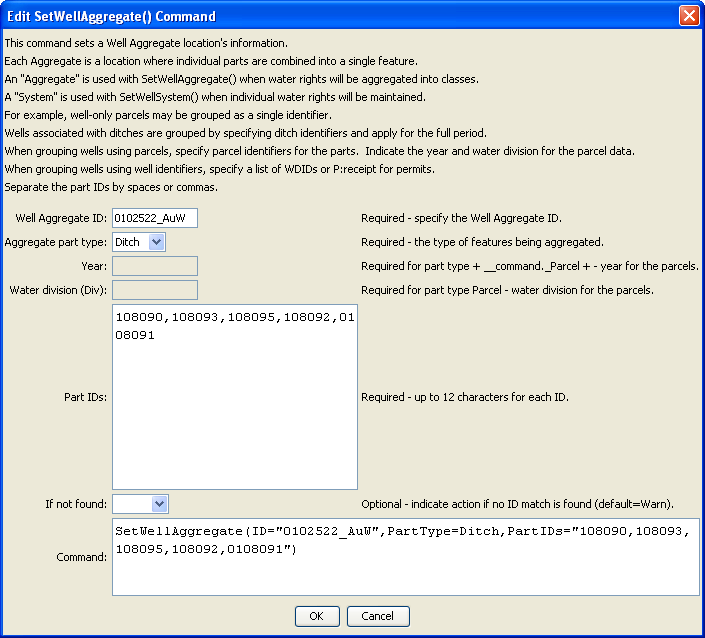 Edit SetWellAggregate() Command
This command sets a Well Aggregate location's information.
Each Aggregate is a location where individual parts are combined into a single feature.
An "Aggregate" is used with SetWellAggregate() when water rights will be aggregated into classes.
A "System" is used with SetWellSystem() when individual water rights will be maintained.
For example, well-only parcels may be grouped as a single identifier.
Wells associated with ditches are grouped by specifying ditch identifiers and apply for the full period.
When grouping wells using parcels, specify parcel identifiers for the parts.  Indicate the year and water division for the parcel data.
When grouping wells using well identifiers, specify a list of WDIDs or P:receipt for permits.
Separate the part IDs by spaces or commas.
Well Aggregate ID: 0102522_AuW Required - specify the Well Aggregate ID.
Aggregate part type: Ditch Required - the type of features being aggregated.
Year: Required for part type + __command._Parcel + - year for the parcels.
Water division (Div): Required for part type Parcel - water division for the parcels.
108090,108093,108095,108092,01
08091
Part IDs: Required - up to 12 characters for each ID.
If not found: Optional - indicate action if no ID match is found (default=Warn).
SetWellAggregate(ID="0102522_AuW",PartType=Ditch,PartIDs="108090,108093,
108095,108092,0108091")
Command:
OK Cancel